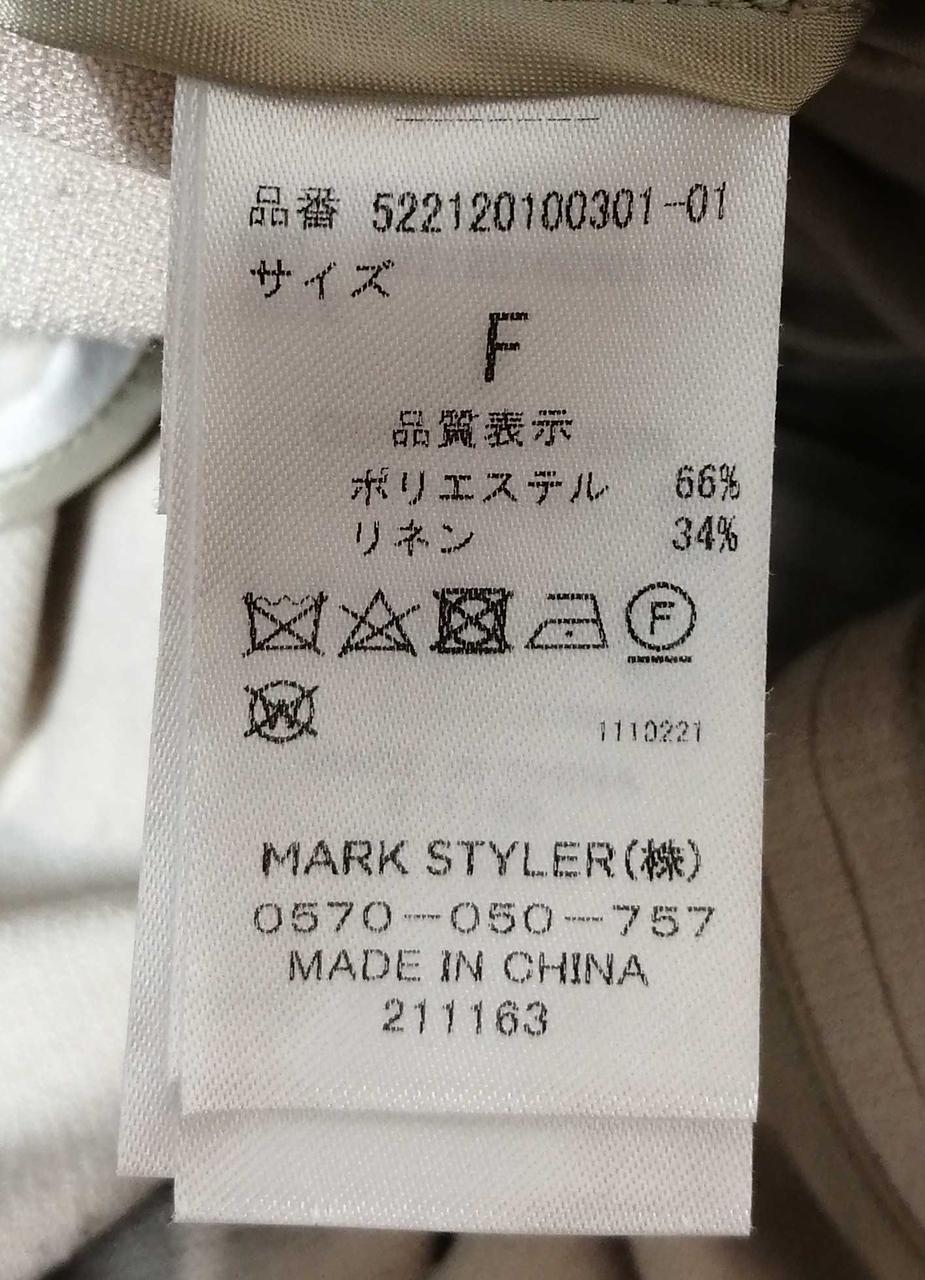 品番 522120100301-01
サイズ
F
品質表示
ポリエステル 66%
リネン 34%
F
W
1110221
MARK STYLER(株)
0570-050-757
MADE IN CHINA
211163